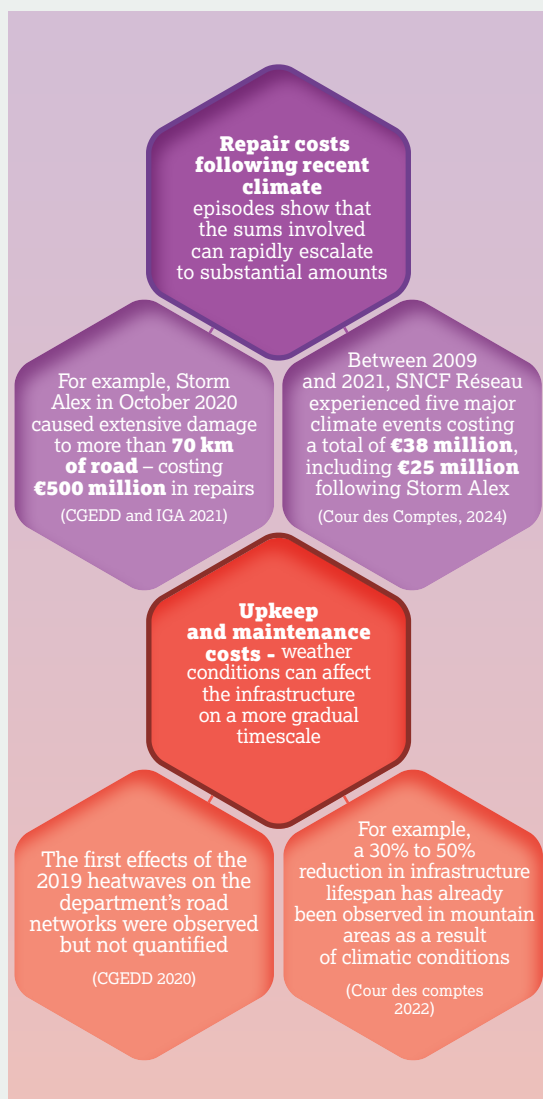 Repair costs
following recent
climate
episodes show that
the sums involved
can rapidly escalate
to substantial amounts
For example, Storm
Alex in October 2020
caused extensive damage
to more than 70 km
of road – costing
€500 million in repairs
(CGEDD and IGA 2021)
Between 2009
and 2021, SNCF Réseau
experienced five major
climate events costing
a total of €38 million,
including €25 million
following Storm Alex
(Cour des Comptes, 2024)
Upkeep
and maintenance
costs - weather
conditions can affect
the infrastructure
on a more gradual
timescale
The first effects of the
2019 heatwaves on the
department's road
networks were observed
but not quantified
(CGEDD 2020)
For example,
a 30% to 50%
reduction in infrastructure
lifespan has already
been observed in mountain
areas as a result
of climatic conditions
(Cour des comptes
2022)